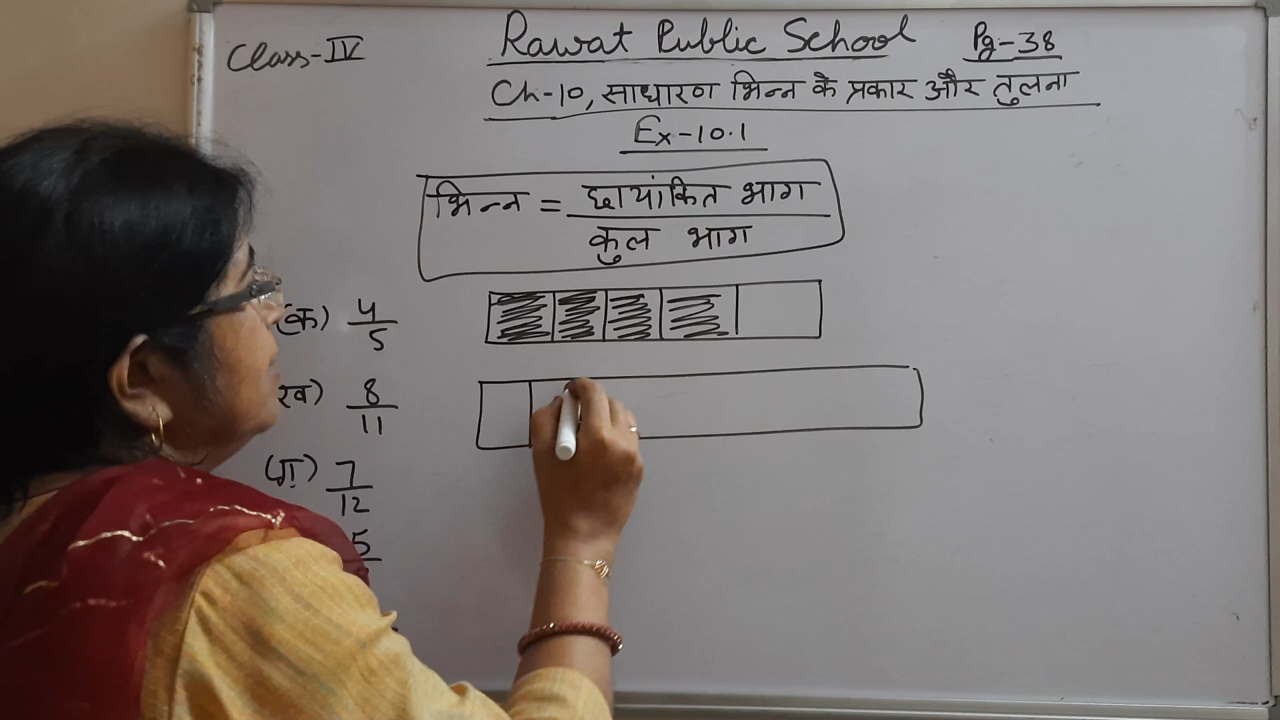 Class-IV
Rawat Public School
Pg-38
Ch-10, साधारण भिन्न के प्रकार और तुलना
Ex-10.1
भिन्न = छायांकित भाग
कुल भाग
(क) 4/5
ख) 8/11
(ग) 7/12
5